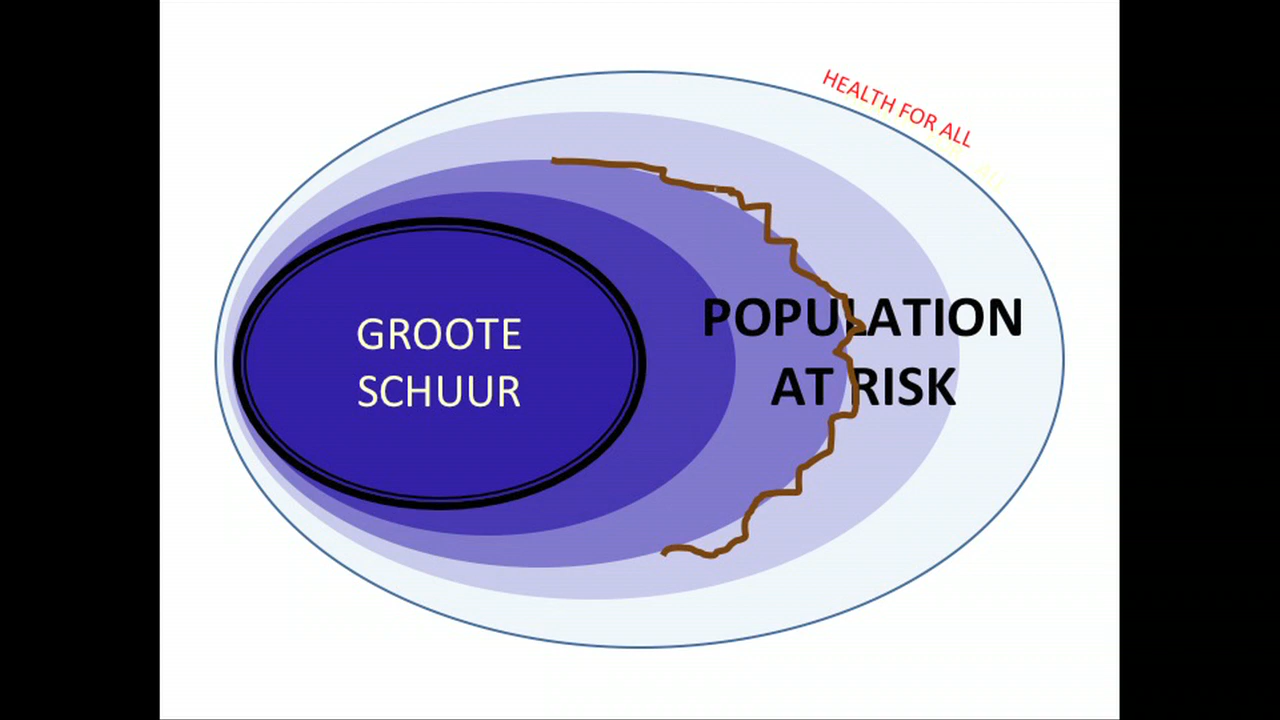 HEALTH FOR ALL
GROOTE
SCHUUR
POPULATION
AT RISK